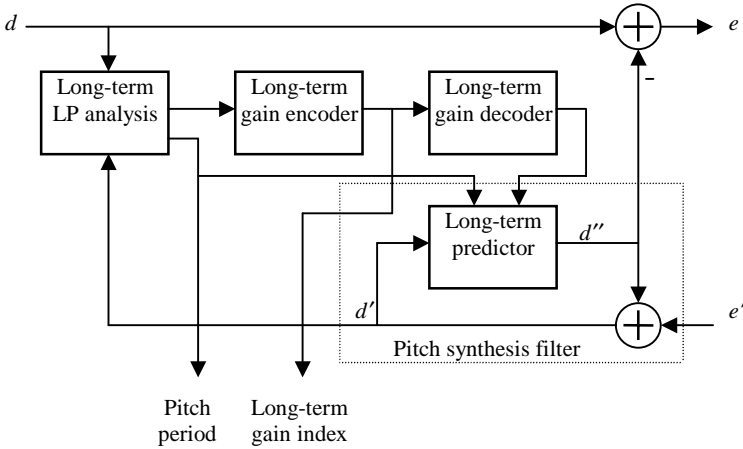 d
e
Long-term
LP analysis
Long-term
gain encoder
Long-term
gain decoder
Long-term
predictor
d″
d′
e′
Pitch synthesis filter
Pitch
period
Long-term
gain index